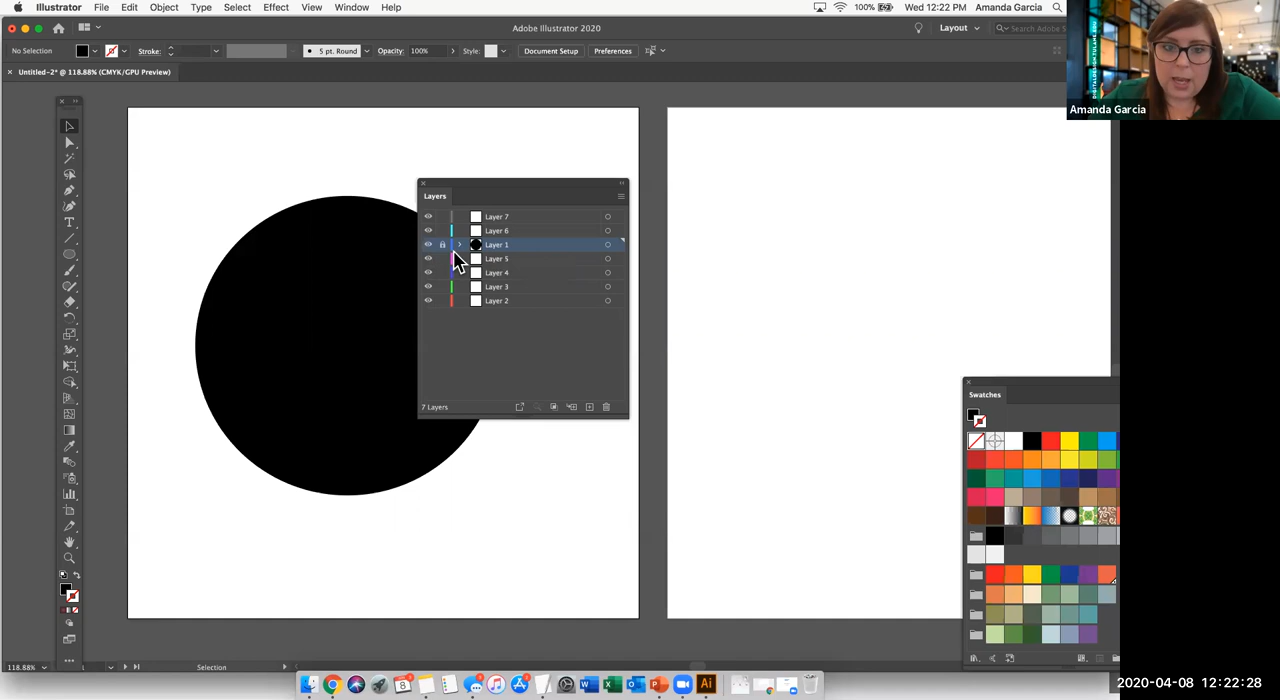 Illustrator File Edit Object Type Select Effect View Window Help 100% Wed 12:22 PM Amanda Garcia
Adobe Illustrator 2020 Layout
No Selection Stroke: 5 pt. Round Opacity: 100% Style: Document Setup Preferences
Untitled-2* @ 118.88% (CMYK/GPU Preview)
DIGITALDESIGN.TULANE
Amanda Garcia
Layers
Layer 7
Layer 6
Layer 1
Layer 5
Layer 4
Layer 3
Layer 2
7 Layers
Swatches
118.88% 1 Selection
2020-04-08 12:22:28